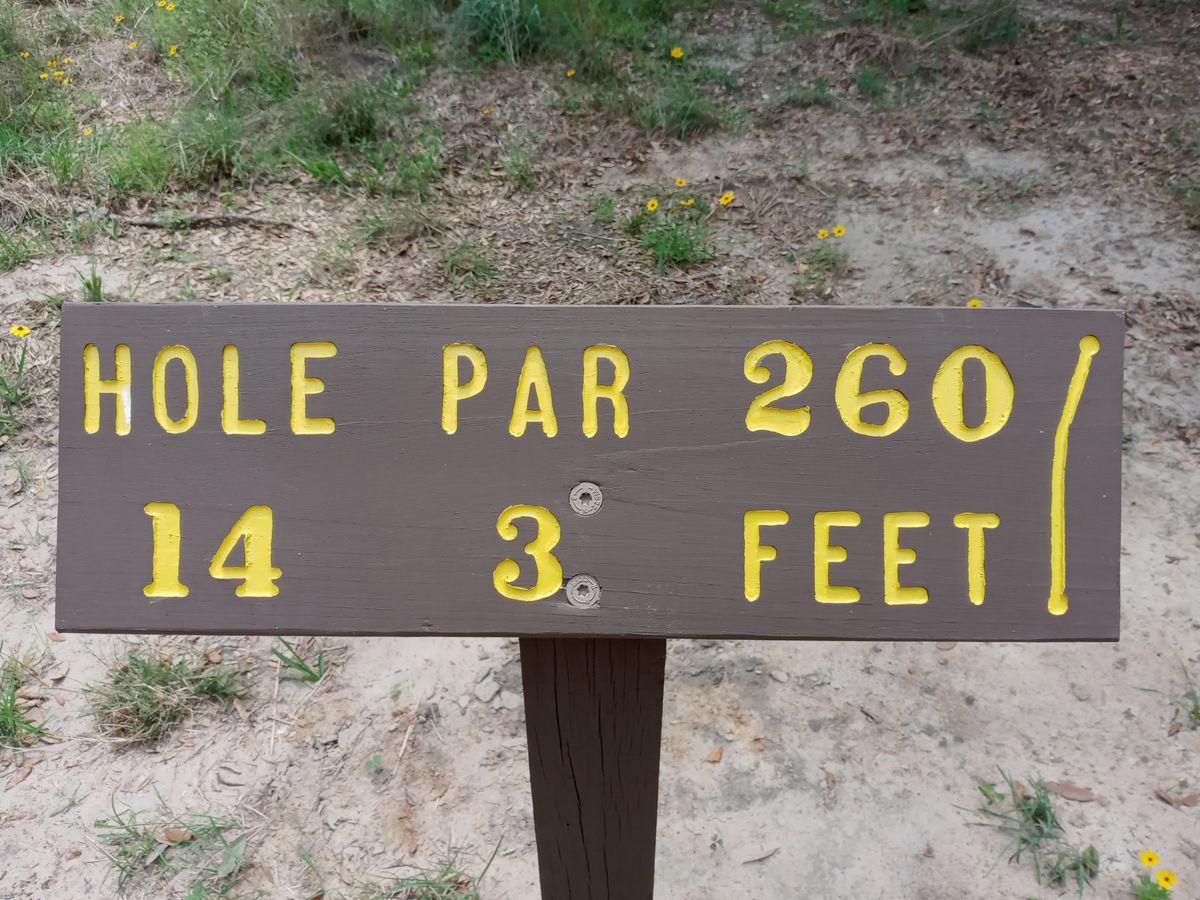 HOLE PAR 260
14 3 FEET